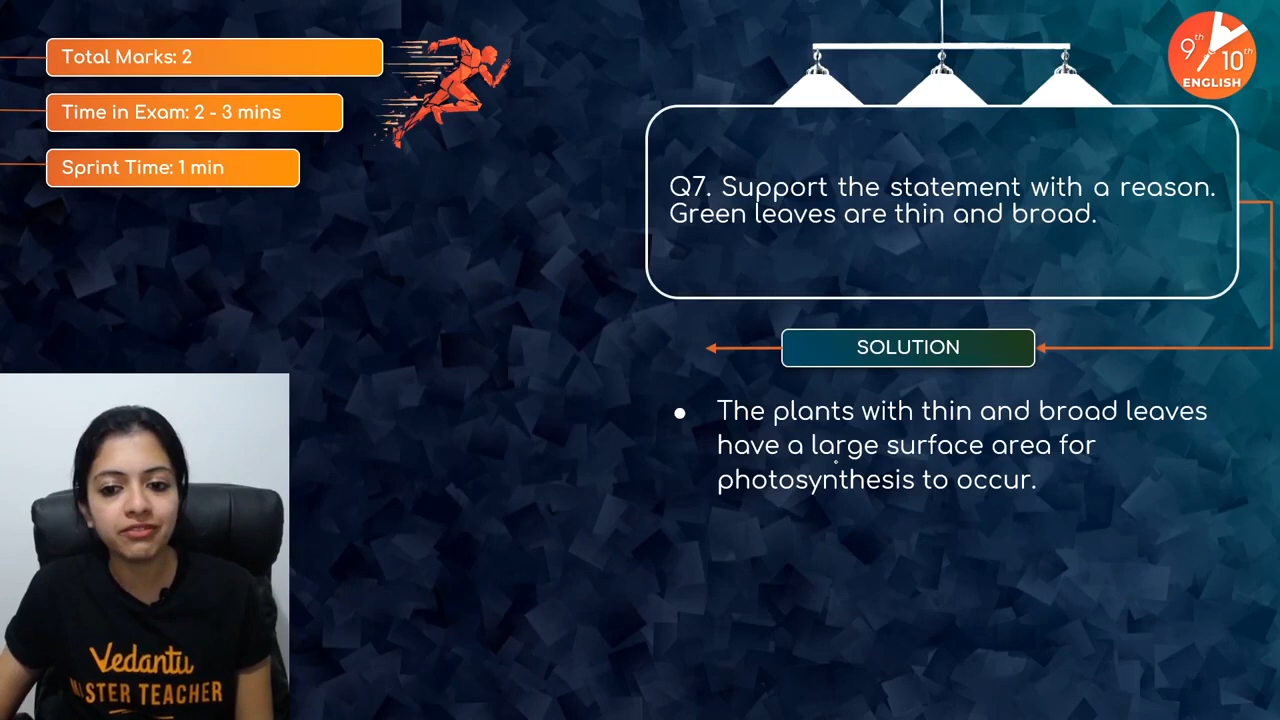 Total Marks: 2
Time in Exam: 2 - 3 mins
Sprint Time: 1 min
9th 10th
ENGLISH
Q7. Support the statement with a reason.
Green leaves are thin and broad.
SOLUTION
● The plants with thin and broad leaves
have a large surface area for
photosynthesis to occur.
Vedantu
TEACHER